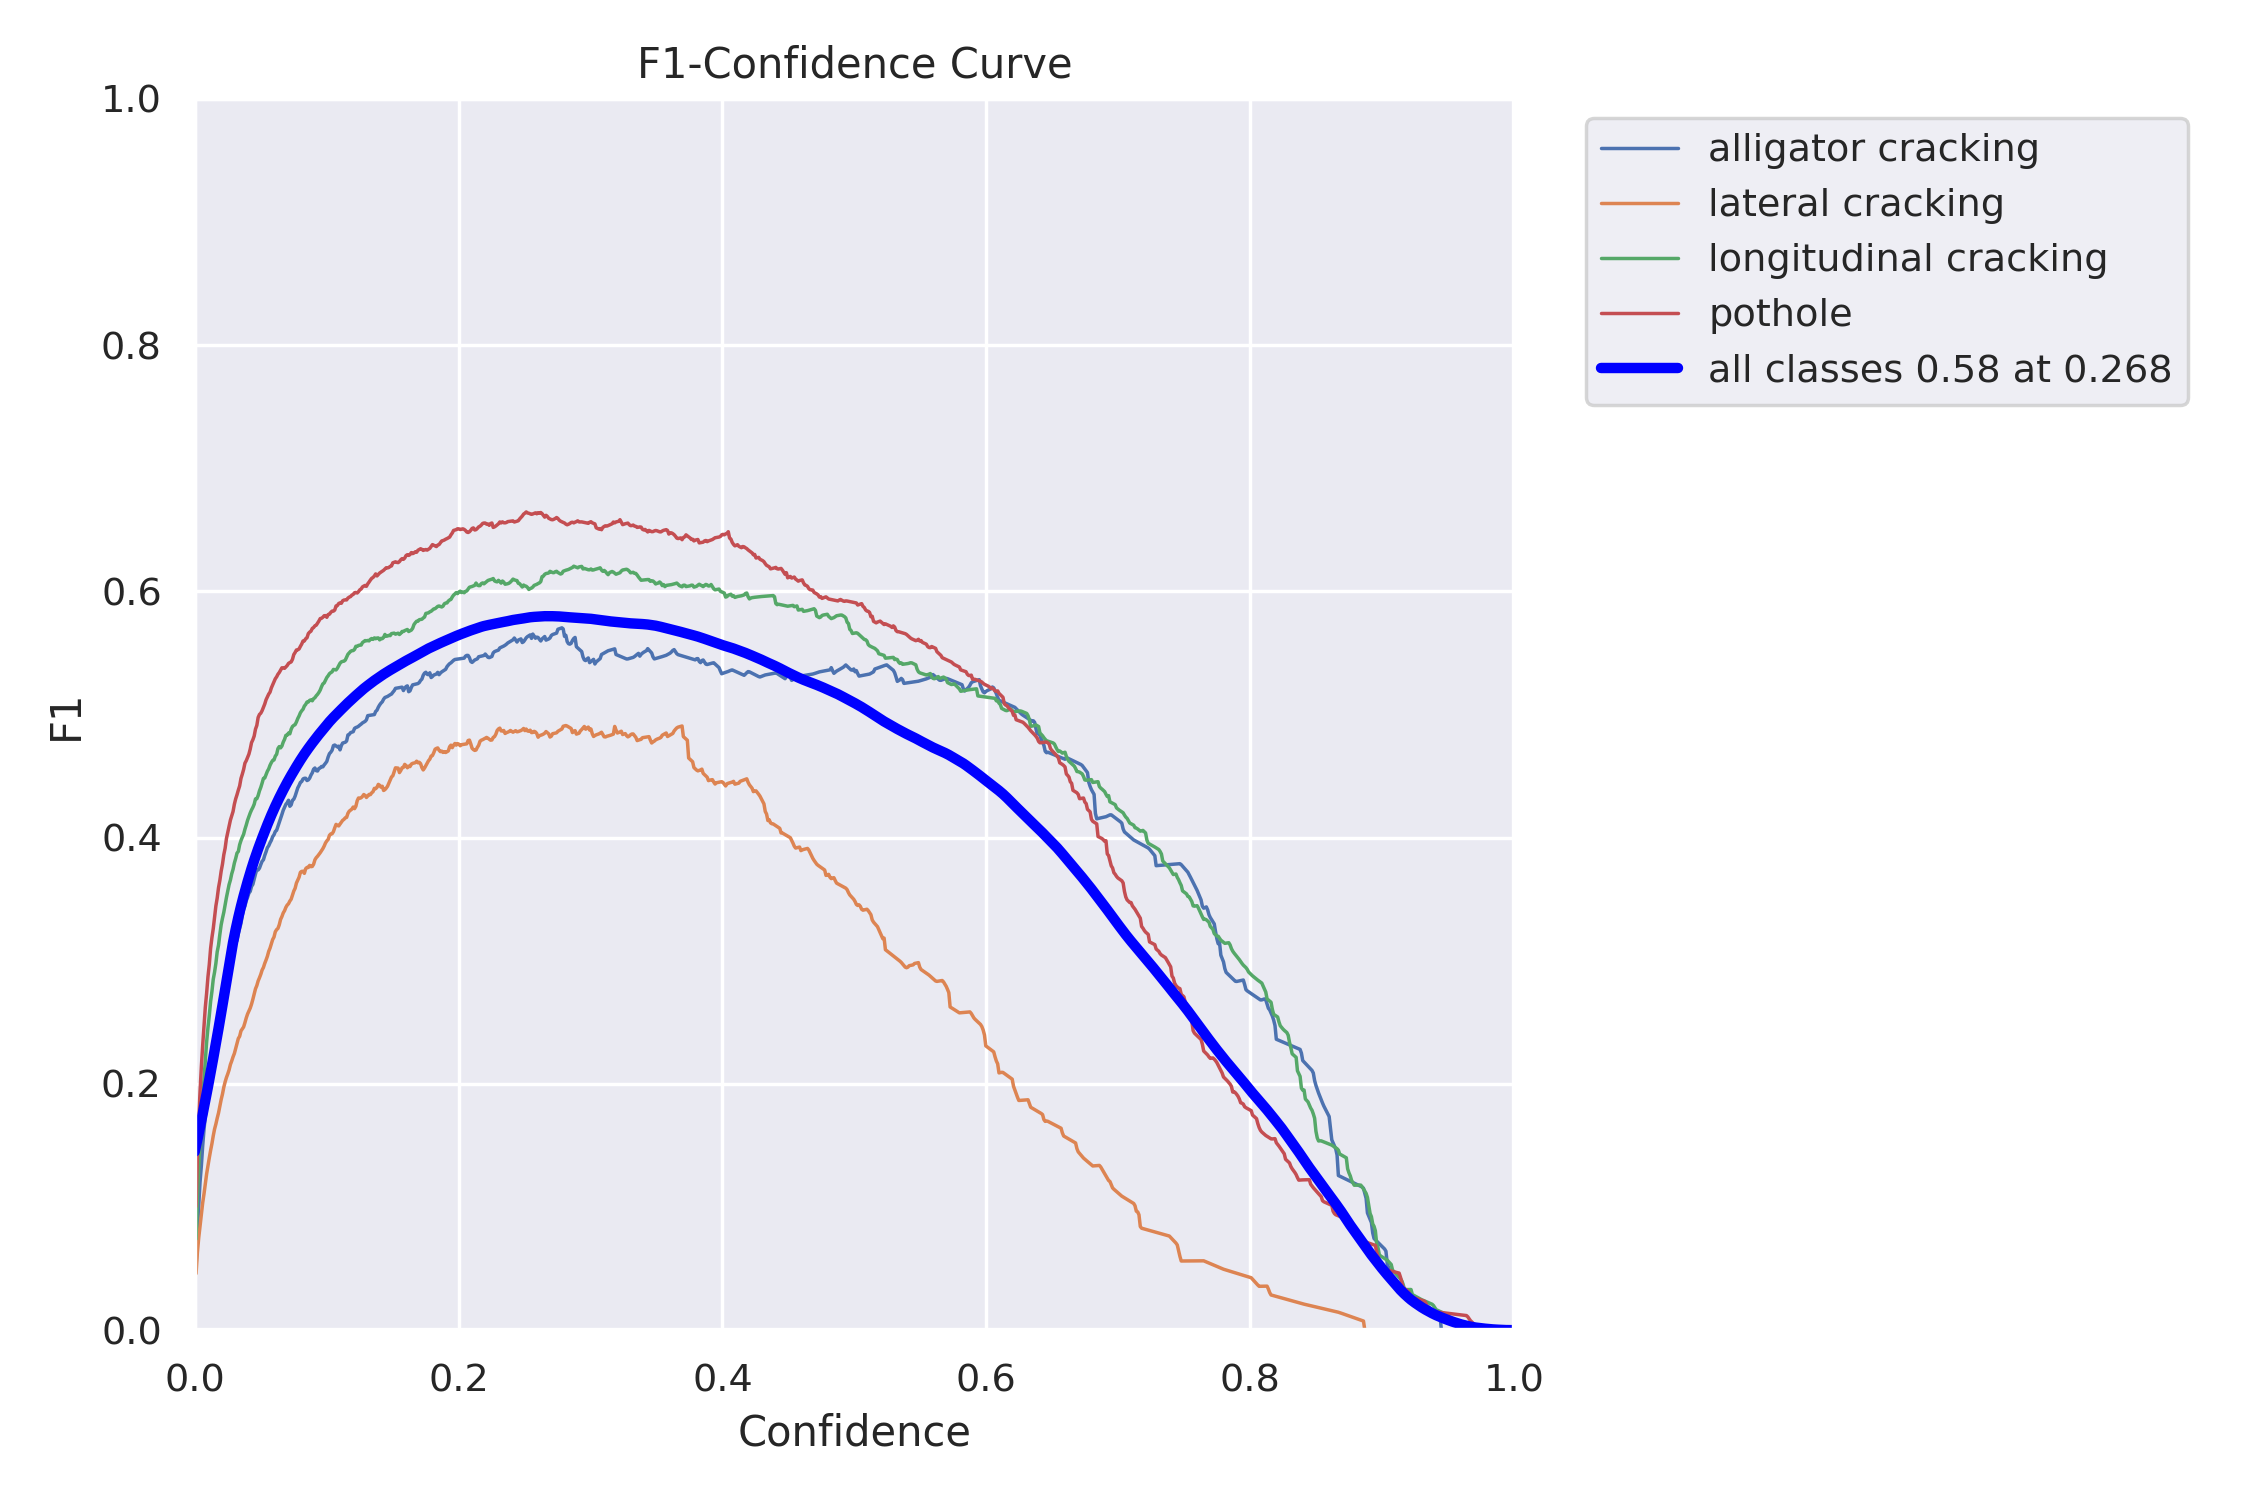 F1-Confidence Curve
1.0
0.8
0.6
0.4
0.2
0.0
F1
0.0 0.2 0.4 0.6 0.8 1.0
Confidence
alligator cracking
lateral cracking
longitudinal cracking
pothole
all classes 0.58 at 0.268